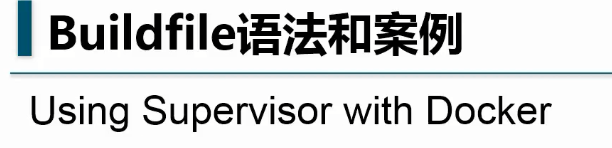 Buildfile语法和案例
Using Supervisor with Docker